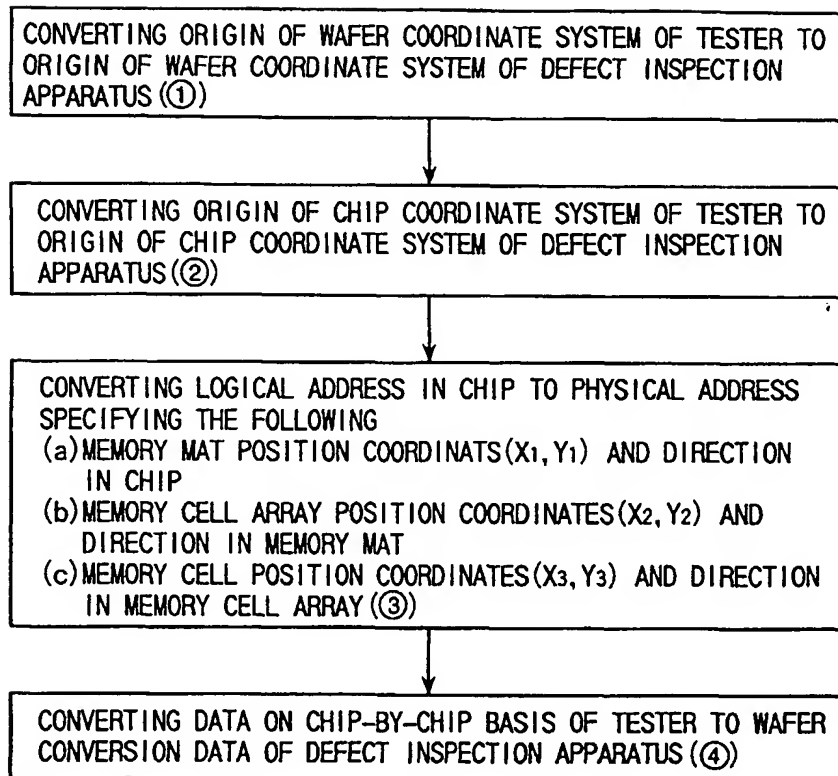 CONVERTING ORIGIN OF WAFER COORDINATE SYSTEM OF TESTER TO
ORIGIN OF WAFER COORDINATE SYSTEM OF DEFECT INSPECTION
APPARATUS(①)
CONVERTING ORIGIN OF CHIP COORDINATE SYSTEM OF TESTER TO
ORIGIN OF CHIP COORDINATE SYSTEM OF DEFECT INSPECTION
APPARATUS(②)
CONVERTING LOGICAL ADDRESS IN CHIP TO PHYSICAL ADDRESS
SPECIFYING THE FOLLOWING
(a)MEMORY MAT POSITION COORDINATS(X1,Y1) AND DIRECTION
IN CHIP
(b)MEMORY CELL ARRAY POSITION COORDINATES(X2,Y2) AND
DIRECTION IN MEMORY MAT
(c)MEMORY CELL POSITION COORDINATES(X3,Y3) AND DIRECTION
IN MEMORY CELL ARRAY(③)
CONVERTING DATA ON CHIP-BY-CHIP BASIS OF TESTER TO WAFER
CONVERSION DATA OF DEFECT INSPECTION APPARATUS(④)